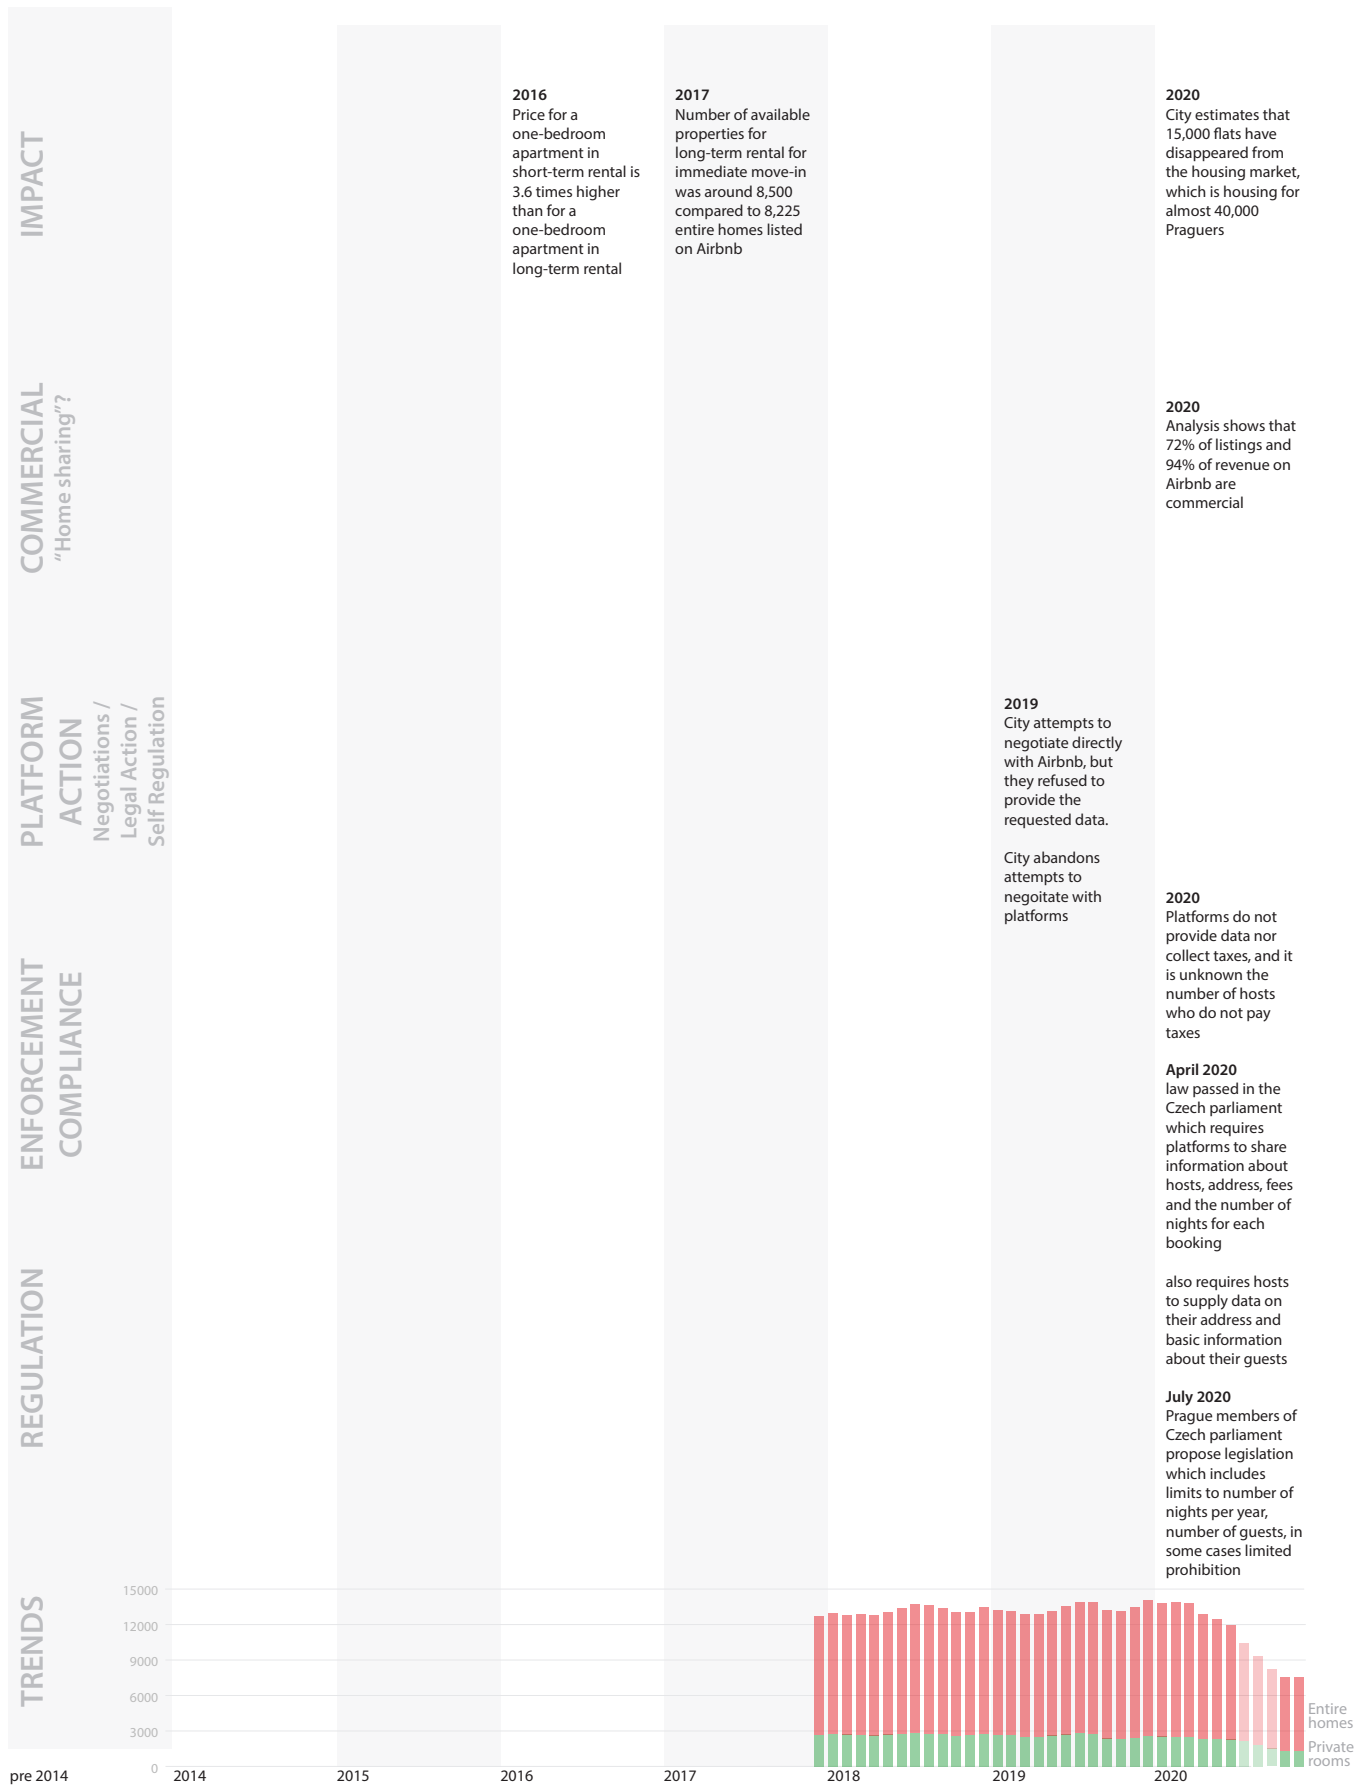 IMPACT
2016
Price for a
one-bedroom
apartment in
short-term rental is
3.6 times higher
than for a
one-bedroom
apartment in
long-term rental
2017
Number of available
properties for
long-term rental for
immediate move-in
was around 8,500
compared to 8,225
entire homes listed
on Airbnb
2020
City estimates that
15,000 flats have
disappeared from
the housing market,
which is housing for
almost 40,000
Praguers
COMMERCIAL
"Home sharing"?
2020
Analysis shows that
72% of listings and
94% of revenue on
Airbnb are
commercial
PLATFORM
ACTION
Negotiations /
Legal Action /
Self Regulation
2019
City attempts to
negotiate directly
with Airbnb, but
they refused to
provide the
requested data.
City abandons
attempts to
negoitate with
platforms
ENFORCEMENT
COMPLIANCE
2020
Platforms do not
provide data nor
collect taxes, and it
is unknown the
number of hosts
who do not pay
taxes
April 2020
law passed in the
Czech parliament
which requires
platforms to share
information about
hosts, address, fees
and the number of
nights for each
booking
also requires hosts
to supply data on
their address and
basic information
about their guests
REGULATION
July 2020
Prague members of
Czech parliament
propose legislation
which includes
limits to number of
nights per year,
number of guests, in
some cases limited
prohibition
TRENDS
15000
12000
9000
6000
3000
0
Entire
homes
Private
rooms
pre 2014
2014
2015
2016
2017
2018
2019
2020